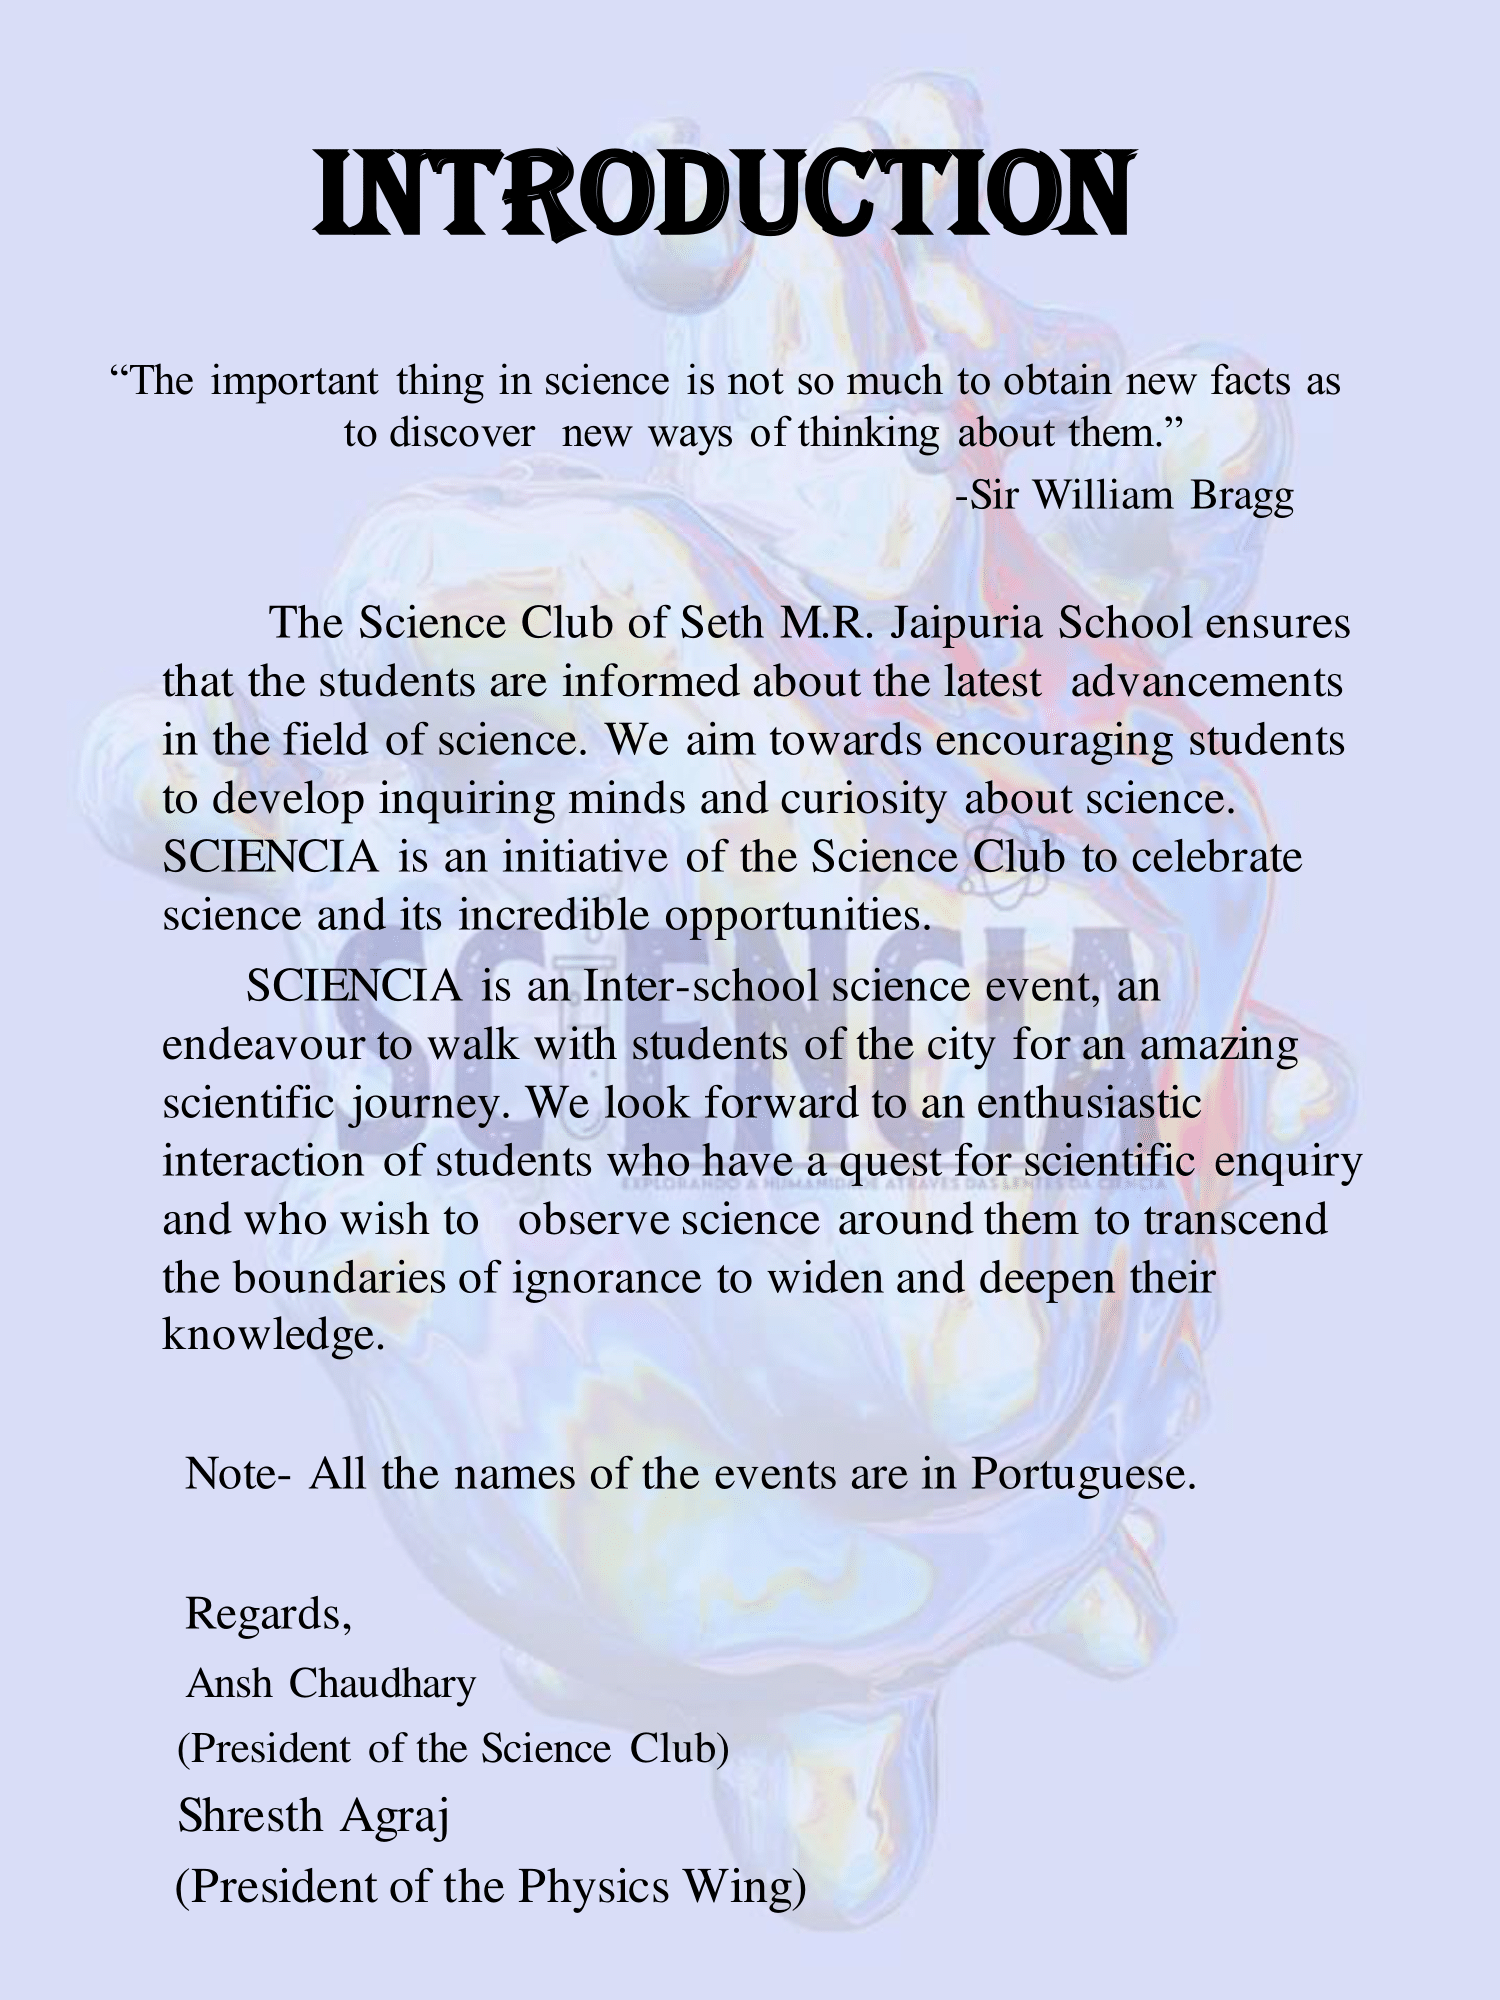 INTRODUCTION
“The important thing in science is not so much to obtain new facts as
to discover new ways of thinking about them.”
-Sir William Bragg
The Science Club of Seth M.R. Jaipuria School ensures
that the students are informed about the latest advancements
in the field of science. We aim towards encouraging students
to develop inquiring minds and curiosity about science.
SCIENCIA is an initiative of the Science Club to celebrate
science and its incredible opportunities.
SCIENCIA is an Inter-school science event, an
endeavour to walk with students of the city for an amazing
scientific journey. We look forward to an enthusiastic
interaction of students who have a quest for scientific enquiry
and who wish to observe science around them to transcend
the boundaries of ignorance to widen and deepen their
knowledge.
SCIENCIA
EXPLORANDO A HUMANIDADE ATRAVÉS DAS LENTES DA CIÊNCIA
Note- All the names of the events are in Portuguese.
Regards,
Ansh Chaudhary
(President of the Science Club)
Shresth Agraj
(President of the Physics Wing)